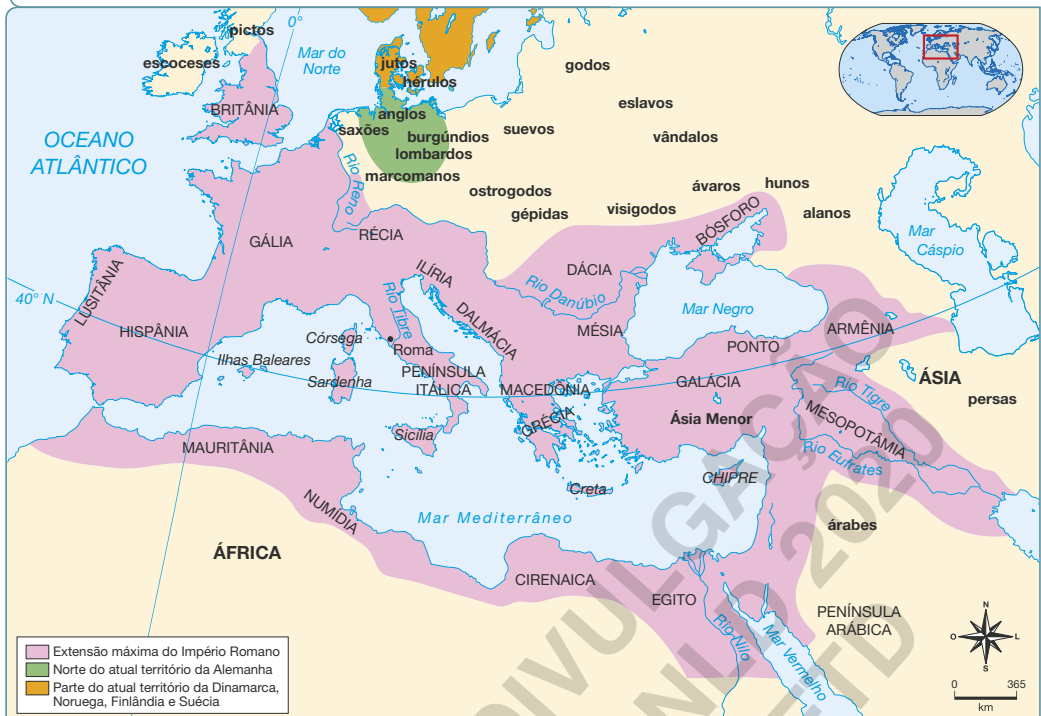 pictos
0°
escoceses
Mar do
Norte
jutos
hérulos
godos
BRITÂNIA
anglos
saxões
burgúndios
lombardos
suevos
eslavos
vândalos
OCEANO
ATLÂNTICO
marcomanos
Rio Reno
ostrogodos
gépidas
visigodos
ávaros
hunos
alanos
BÓSFORO
Mar
Cáspio
GÁLIA
RÉCIA
ILÍRIA
DÁCIA
Rio Danúbio
40° N
LUSITÂNIA
HISPÂNIA
Rio Tibre
DALMÁCIA
MÉSIA
Mar Negro
ARMÊNIA
Córsega
Roma
PONTO
Ilhas Baleares
Sardenha
PENÍNSULA
ITÁLICA
MACEDÔNIA
GALÁCIA
Rio Tigre
ÁSIA
persas
GRÉCIA
Ásia Menor
MESOPOTÂMIA
Sicília
MAURITÂNIA
Rio Eufrates
CHIPRE
Creta
NUMÍDIA
Mar Mediterrâneo
árabes
ÁFRICA
CIRENAICA
EGITO
PENÍNSULA
ARÁBICA
Rio Nilo
Mar Vermelho
DIVULGAÇÃO
PNLD 2020
FTD
N
O
L
S
0
365
km
Extensão máxima do Império Romano
Norte do atual território da Alemanha
Parte do atual território da Dinamarca,
Noruega, Finlândia e Suécia